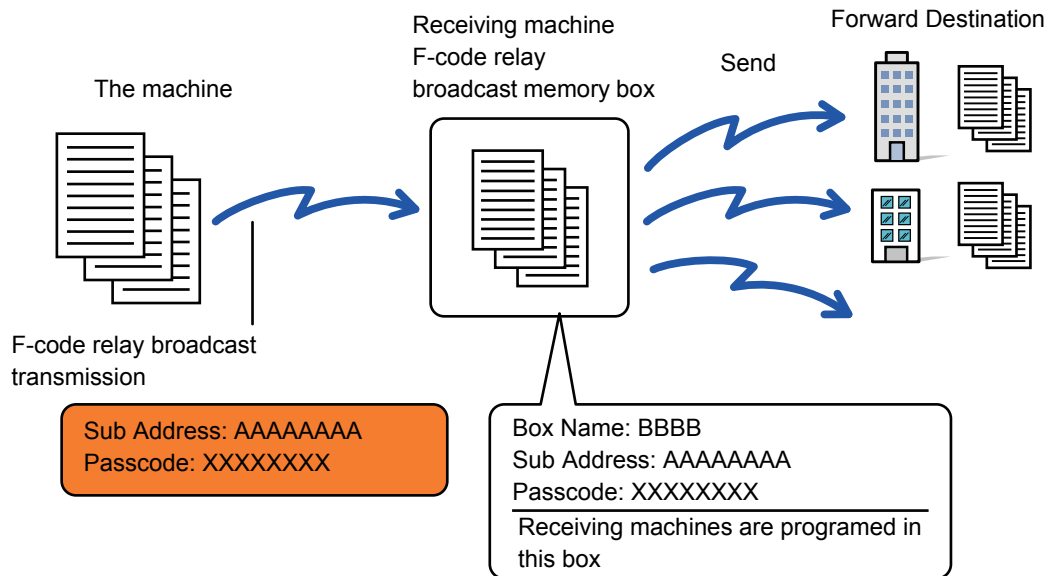 The machine
Receiving machine
F-code relay
broadcast memory box
Send
Forward Destination
F-code relay broadcast
transmission
Sub Address: AAAAAAAA
Passcode: XXXXXXXX
Box Name: BBBB
Sub Address: AAAAAAAA
Passcode: XXXXXXXX
Receiving machines are programed in
this box